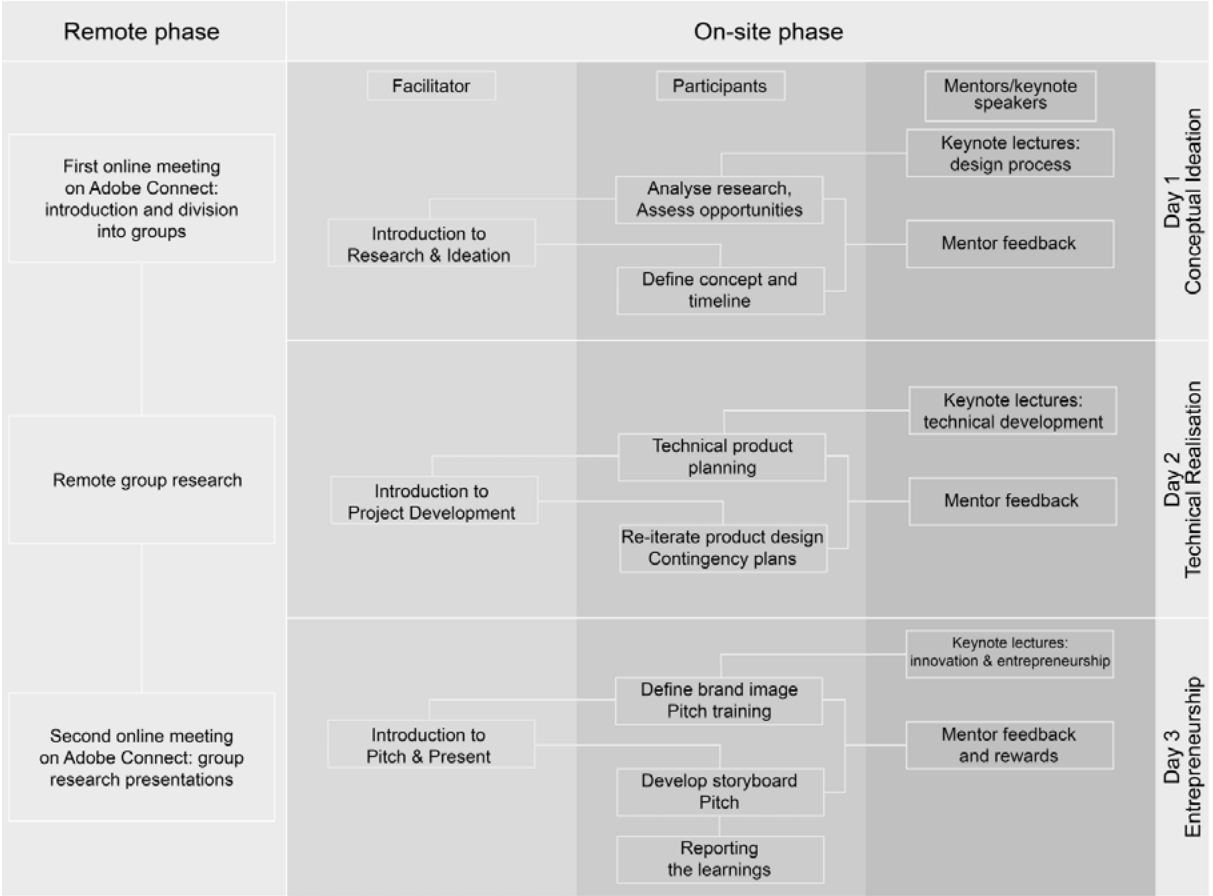 Remote phase
On-site phase
First online meeting
on Adobe Connect:
introduction and division
into groups
Remote group research
Second online meeting
on Adobe Connect: group
research presentations
Facilitator
Participants
Mentors/keynote
speakers
Keynote lectures:
design process
Analyse research,
Assess opportunities
Introduction to
Research & Ideation
Mentor feedback
Define concept and
timeline
Day 1
Conceptual Ideation
Keynote lectures:
technical development
Technical product
planning
Introduction to
Project Development
Mentor feedback
Re-iterate product design
Contingency plans
Day 2
Technical Realisation
Keynote lectures:
innovation & entrepreneurship
Define brand image
Pitch training
Introduction to
Pitch & Present
Mentor feedback
and rewards
Develop storyboard
Pitch
Reporting
the learnings
Day 3
Entrepreneurship